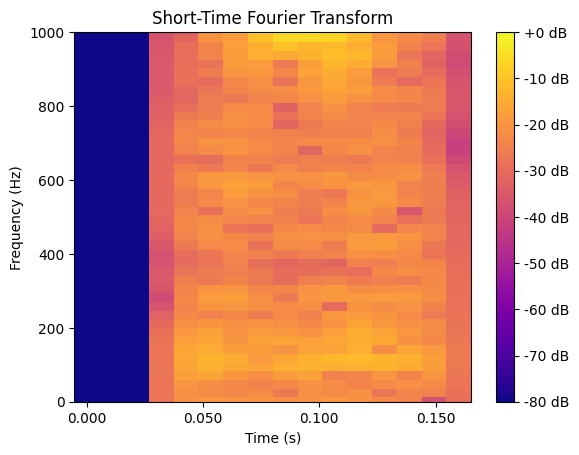 Short-Time Fourier Transform
1000
800
600
400
200
0
Frequency (Hz)
0.000
0.050
0.100
0.150
Time (s)
+0 dB
-10 dB
-20 dB
-30 dB
-40 dB
-50 dB
-60 dB
-70 dB
-80 dB